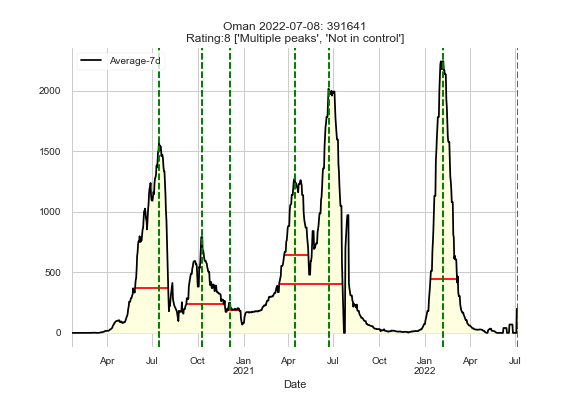 Oman 2022-07-08: 391641
Rating:8 ['Multiple peaks', 'Not in control']
Average-7d
2000
1500
1000
500
0
Apr Jul Oct Jan Apr Jul Oct Jan Apr Jul
2021 2022
Date